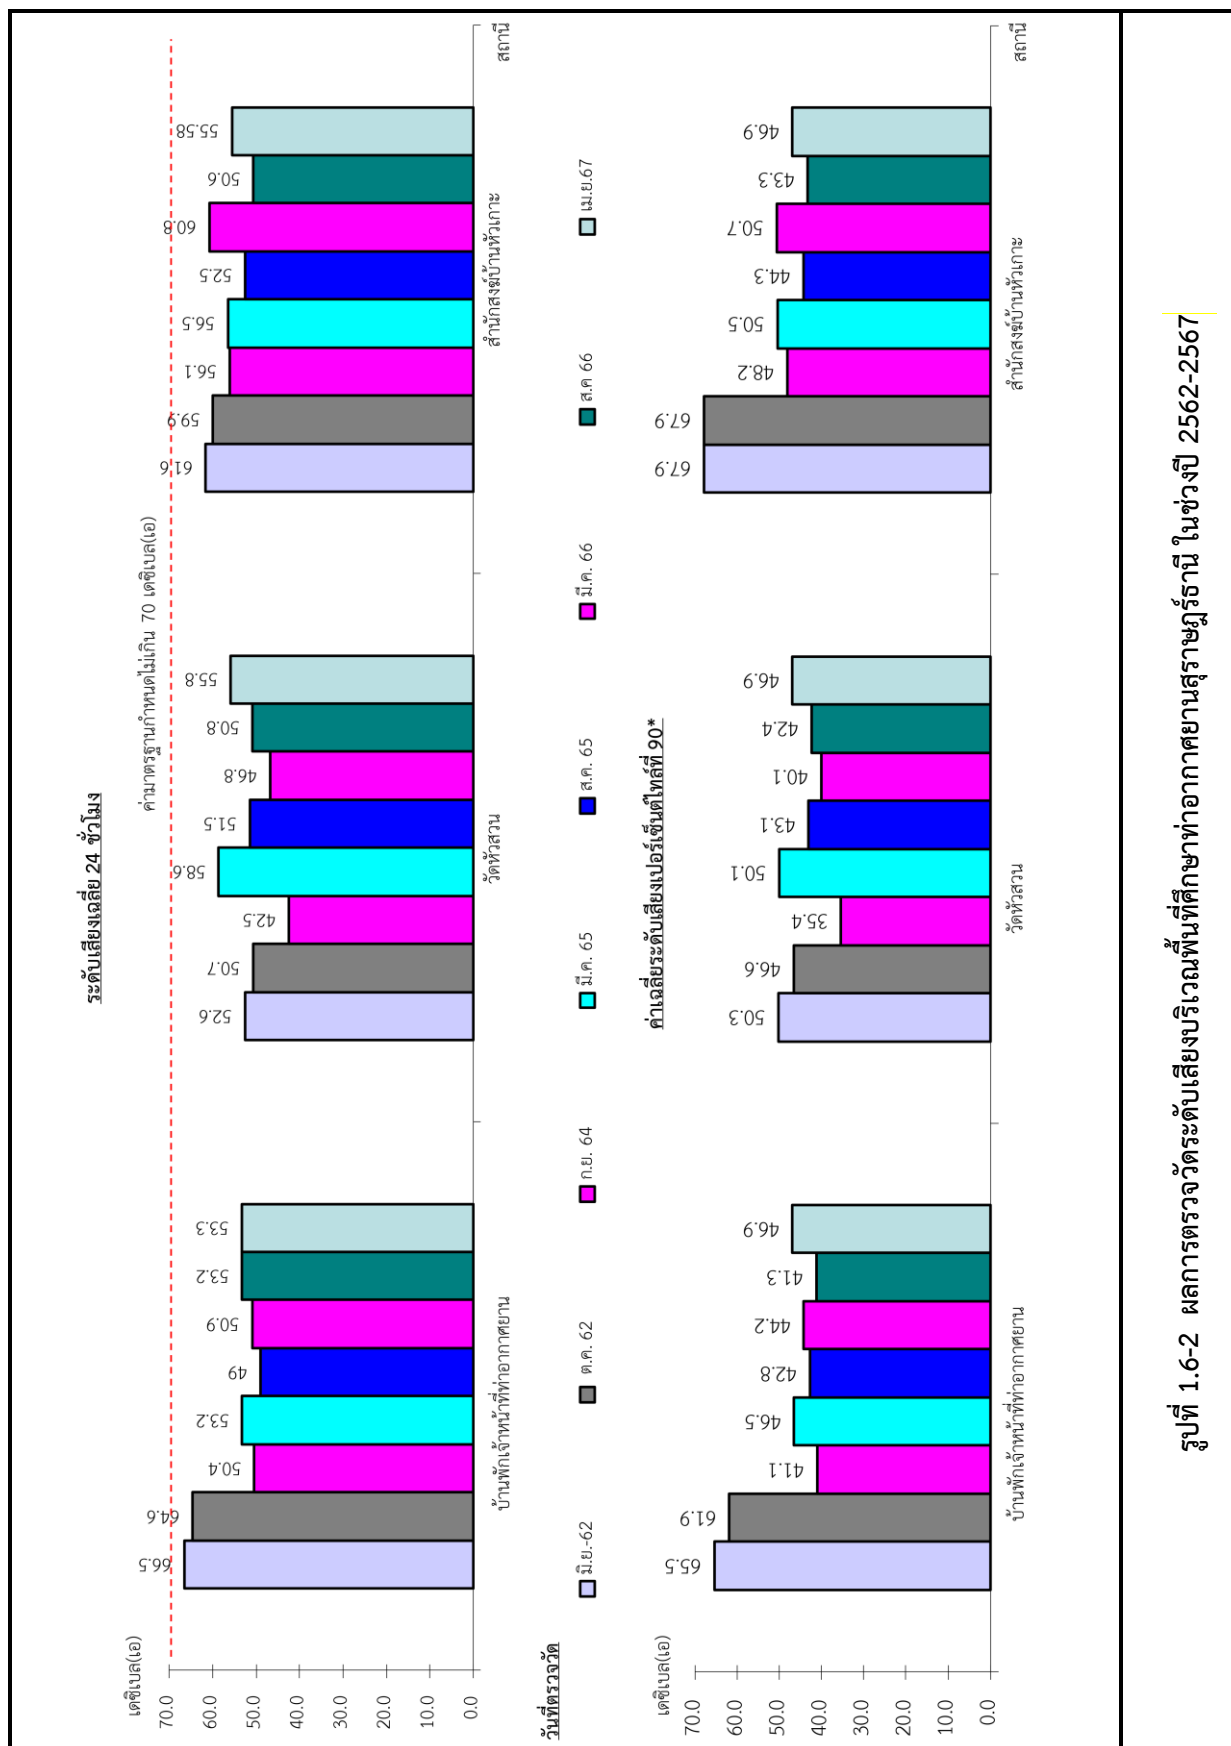 ระดับเสียงเฉลี่ย 24 ชั่วโมง
เดซิเบล(เอ)
ค่ามาตรฐานกำหนดไม่เกิน 70 เดซิเบล(เอ)
70.0
60.0
50.0
40.0
30.0
20.0
10.0
0.0
66.5 64.6 50.4 53.2 49 50.9 53.2 53.3
52.6 50.7 42.5 58.6 51.5 46.8 50.8 55.8
61.6 59.9 56.1 56.5 52.5 60.8 50.6 55.58
บ้านพักเจ้าหน้าที่ท่าอากาศยาน วัดหัวสวน สำนักสงฆ์บ้านหัวเกาะ สถานี
วันที่ตรวจวัด
มิ.ย.-62 ต.ค. 62 ก.ย. 64 มี.ค. 65 ส.ค. 65 มี.ค. 66 ส.ค 66 เม.ย.67
ค่าเฉลี่ยระดับเสียงเปอร์เซ็นต์ไทล์ที่ 90*
เดซิเบล(เอ)
70.0
60.0
50.0
40.0
30.0
20.0
10.0
0.0
65.5 61.9 41.1 46.5 42.8 44.2 41.3 46.9
50.3 46.6 35.4 50.1 43.1 40.1 42.4 46.9
67.9 67.9 48.2 50.5 44.3 50.7 43.3 46.9
บ้านพักเจ้าหน้าที่ท่าอากาศยาน วัดหัวสวน สำนักสงฆ์บ้านหัวเกาะ สถานี
รูปที่ 1.6-2 ผลการตรวจวัดระดับเสียงบริเวณพื้นที่ศึกษาท่าอากาศยานสุราษฎร์ธานี ในช่วงปี 2562-2567